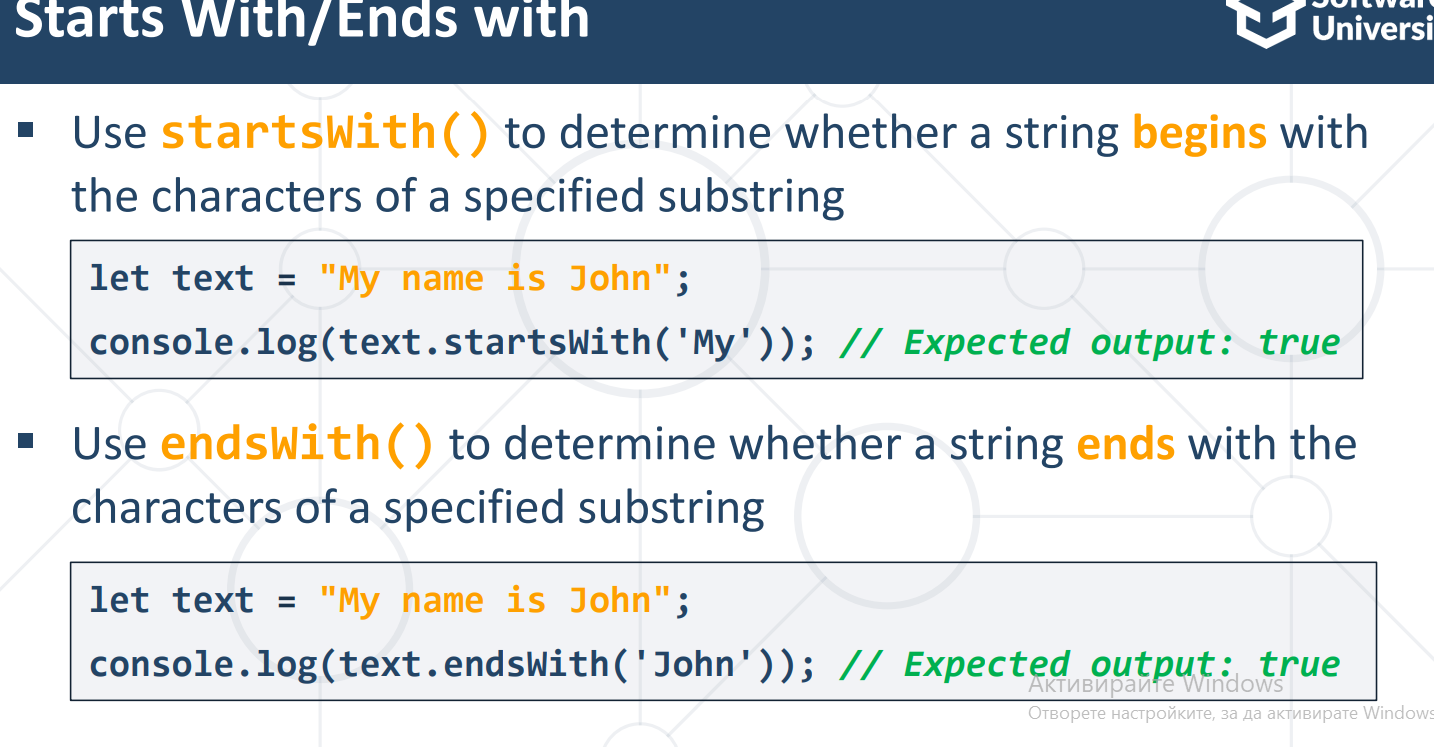 Starts With/Ends with
▪ Use startsWith() to determine whether a string begins with
the characters of a specified substring
let text = "My name is John";
console.log(text.startsWith('My')); // Expected output: true
▪ Use endsWith() to determine whether a string ends with the
characters of a specified substring
let text = "My name is John";
console.log(text.endsWith('John')); // Expected output: true
Активирайте Windows
Отворете настройките, за да активирате Windows